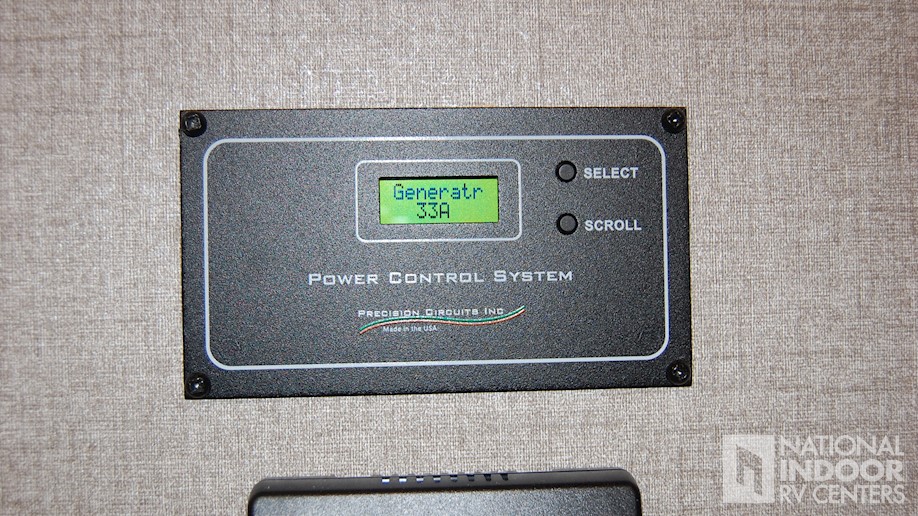 Generatr
33A
SELECT
SCROLL
POWER CONTROL SYSTEM
PRECISION CIRCUITS INC
Made in the USA
NATIONAL
INDOOR
RV CENTERS